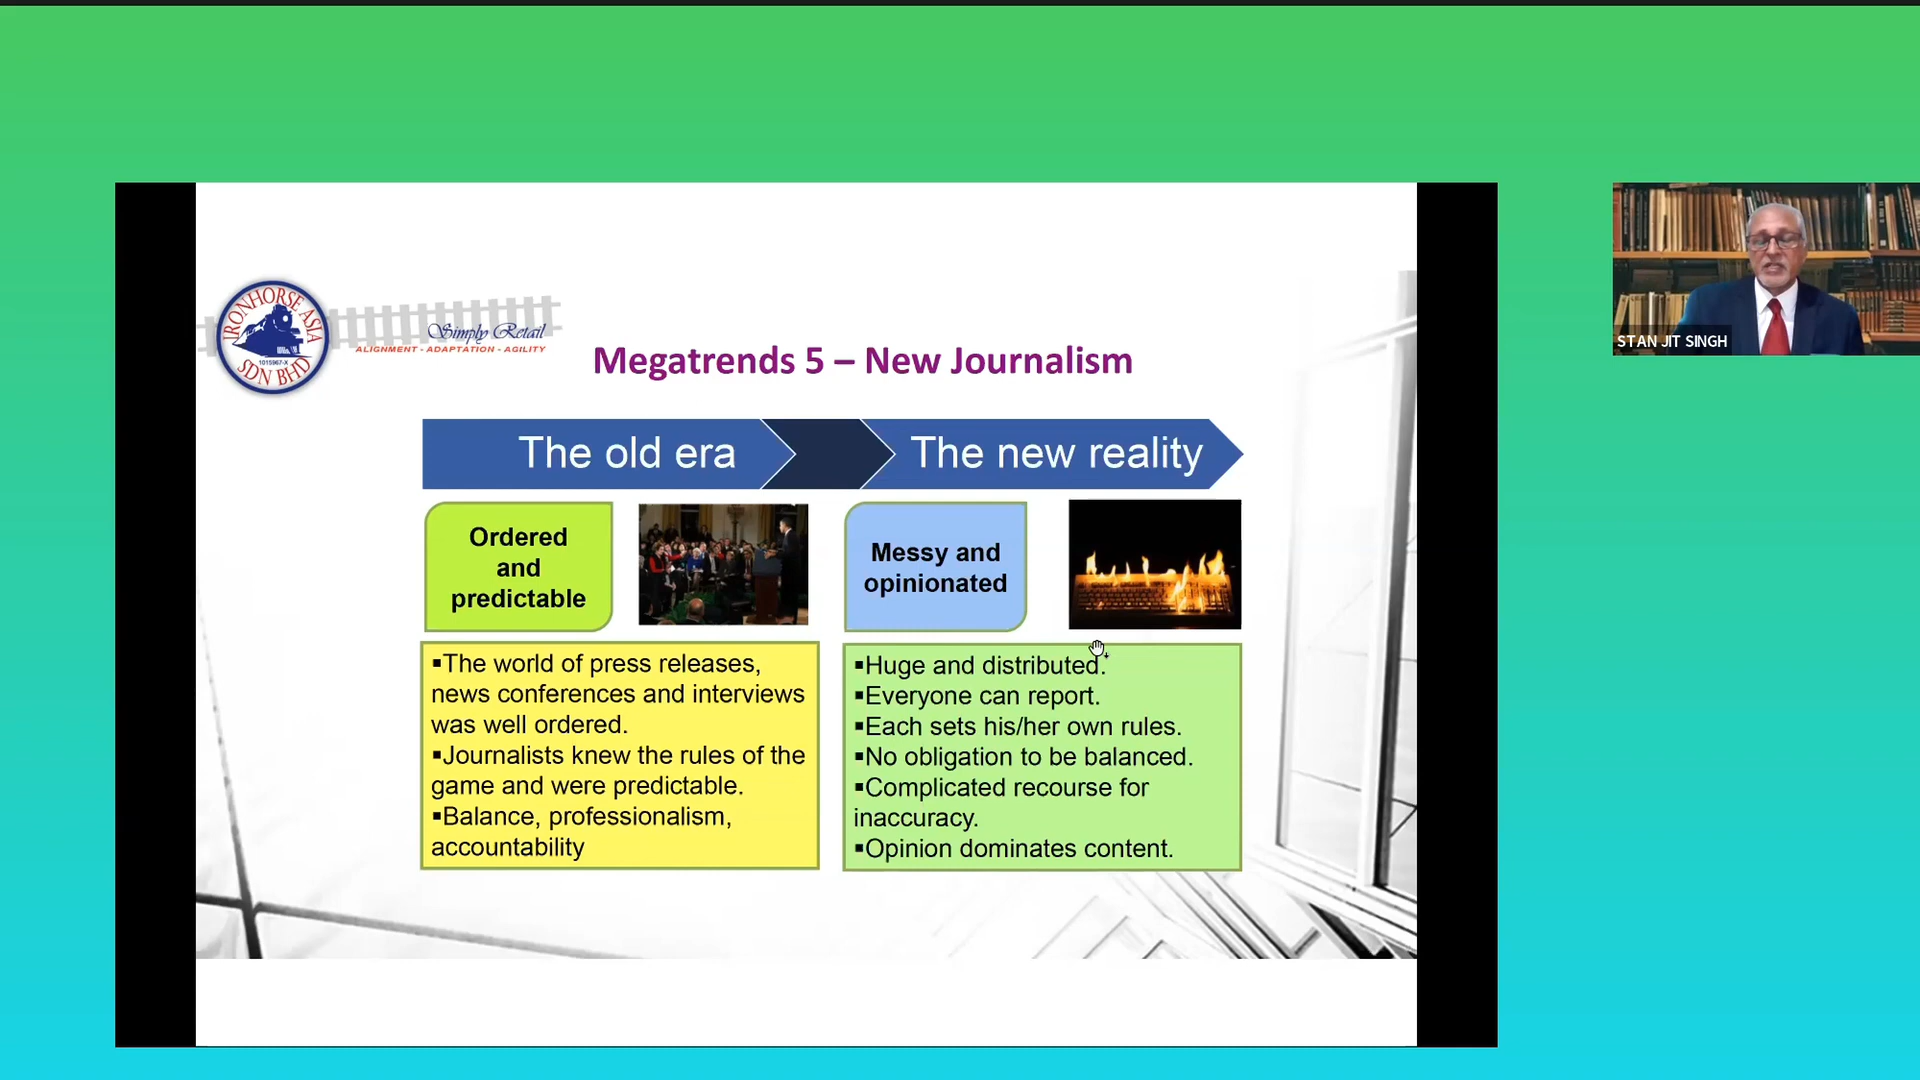 IRONHORSE ASIA
1015967-X
SDN BHD
Simply Retail
ALIGNMENT - ADAPTATION - AGILITY
Megatrends 5 – New Journalism
The old era
The new reality
Ordered
and
predictable
Messy and
opinionated
▪The world of press releases,
news conferences and interviews
was well ordered.
▪Journalists knew the rules of the
game and were predictable.
▪Balance, professionalism,
accountability
▪Huge and distributed.
▪Everyone can report.
▪Each sets his/her own rules.
▪No obligation to be balanced.
▪Complicated recourse for
inaccuracy.
▪Opinion dominates content.
STAN JIT SINGH